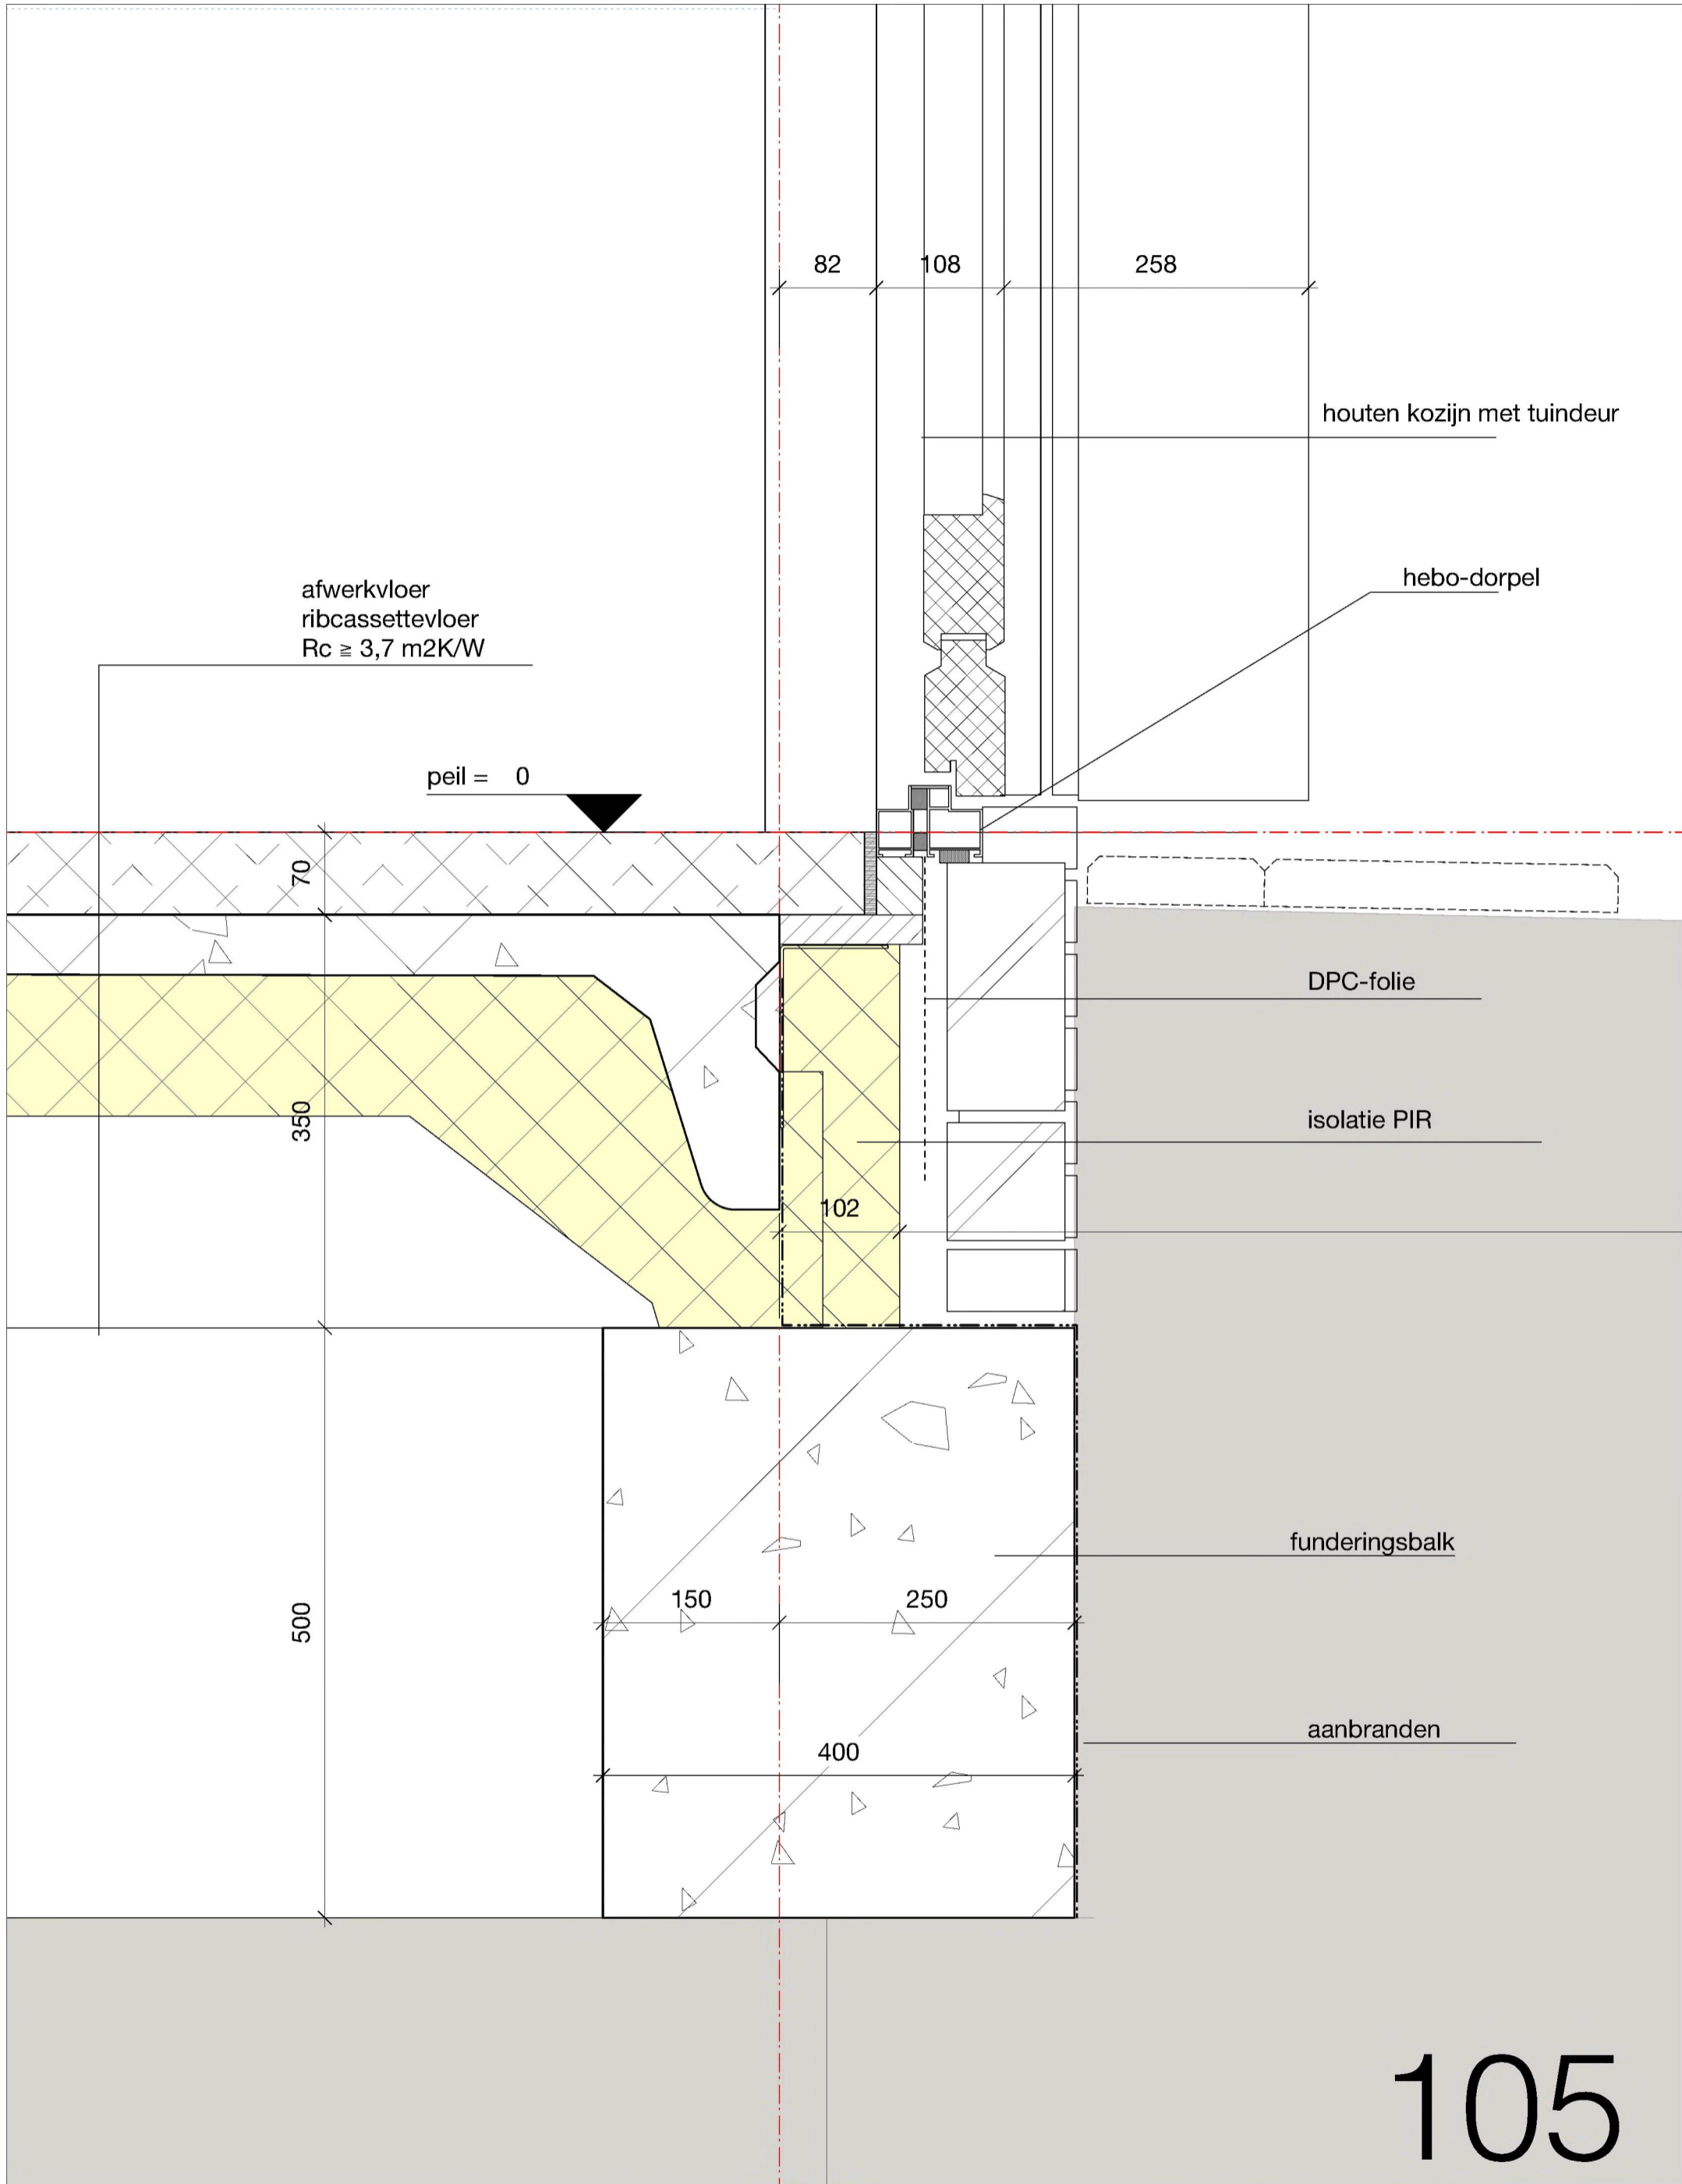 82
108
258
houten kozijn met tuindeur
hebo-dorpel
afwerkvloer
ribcassettevloer
Rc ≧ 3,7 m2K/W
peil = 0
70
DPC-folie
350
isolatie PIR
102
funderingsbalk
150
250
500
aanbranden
400
105